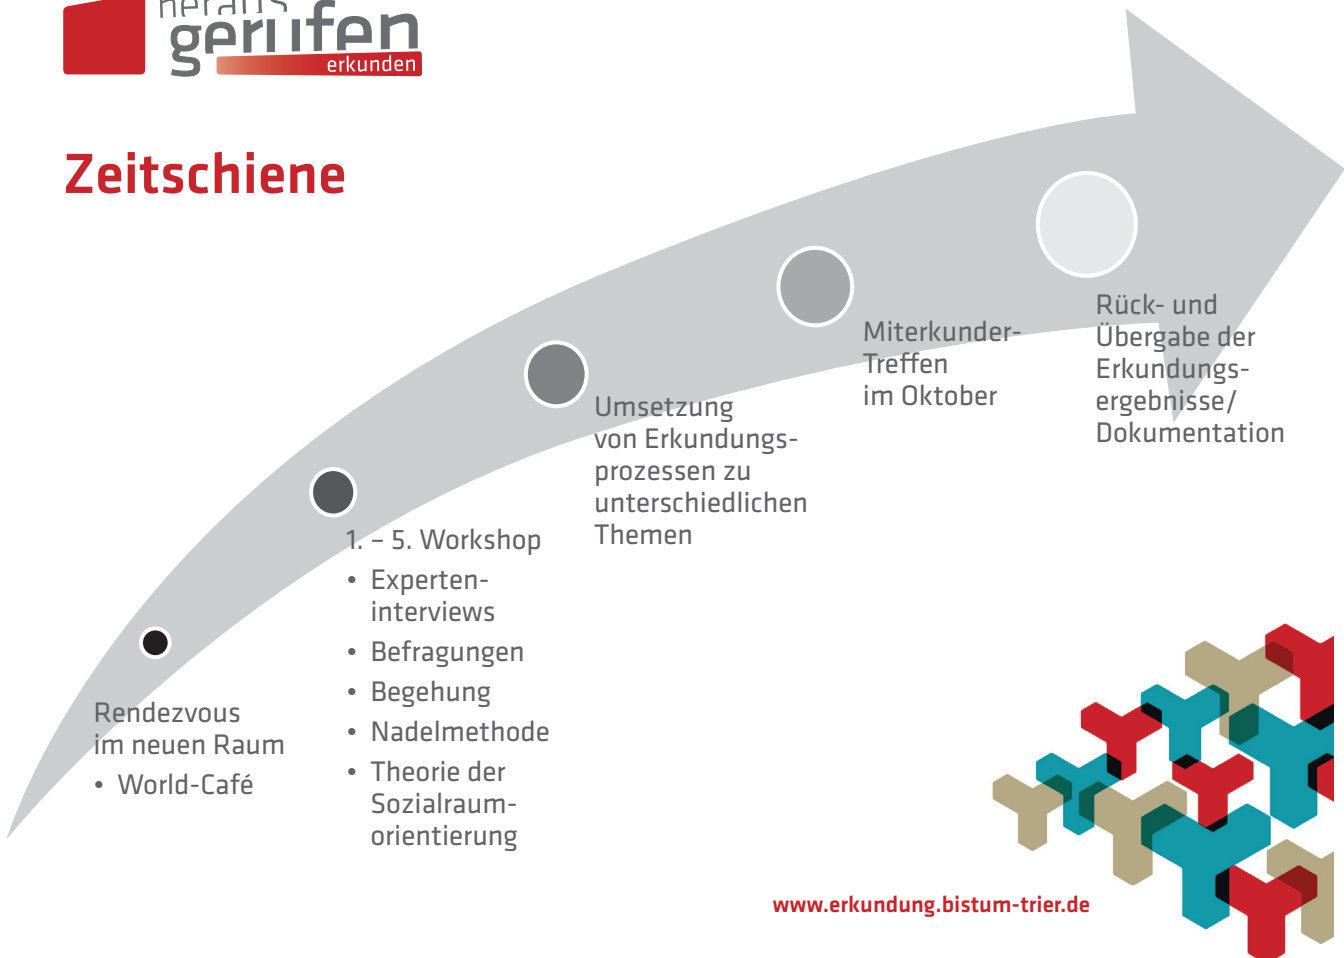 heraus
gerufen
erkunden
Zeitschiene
Rendezvous
im neuen Raum
• World-Café
1. – 5. Workshop
• Experten-
interviews
• Befragungen
• Begehung
• Nadelmethode
• Theorie der
Sozialraum-
orientierung
Umsetzung
von Erkundungs-
prozessen zu
unterschiedlichen
Themen
Miterkunder-
Treffen
im Oktober
Rück- und
Übergabe der
Erkundungs-
ergebnisse/
Dokumentation
www.erkundung.bistum-trier.de